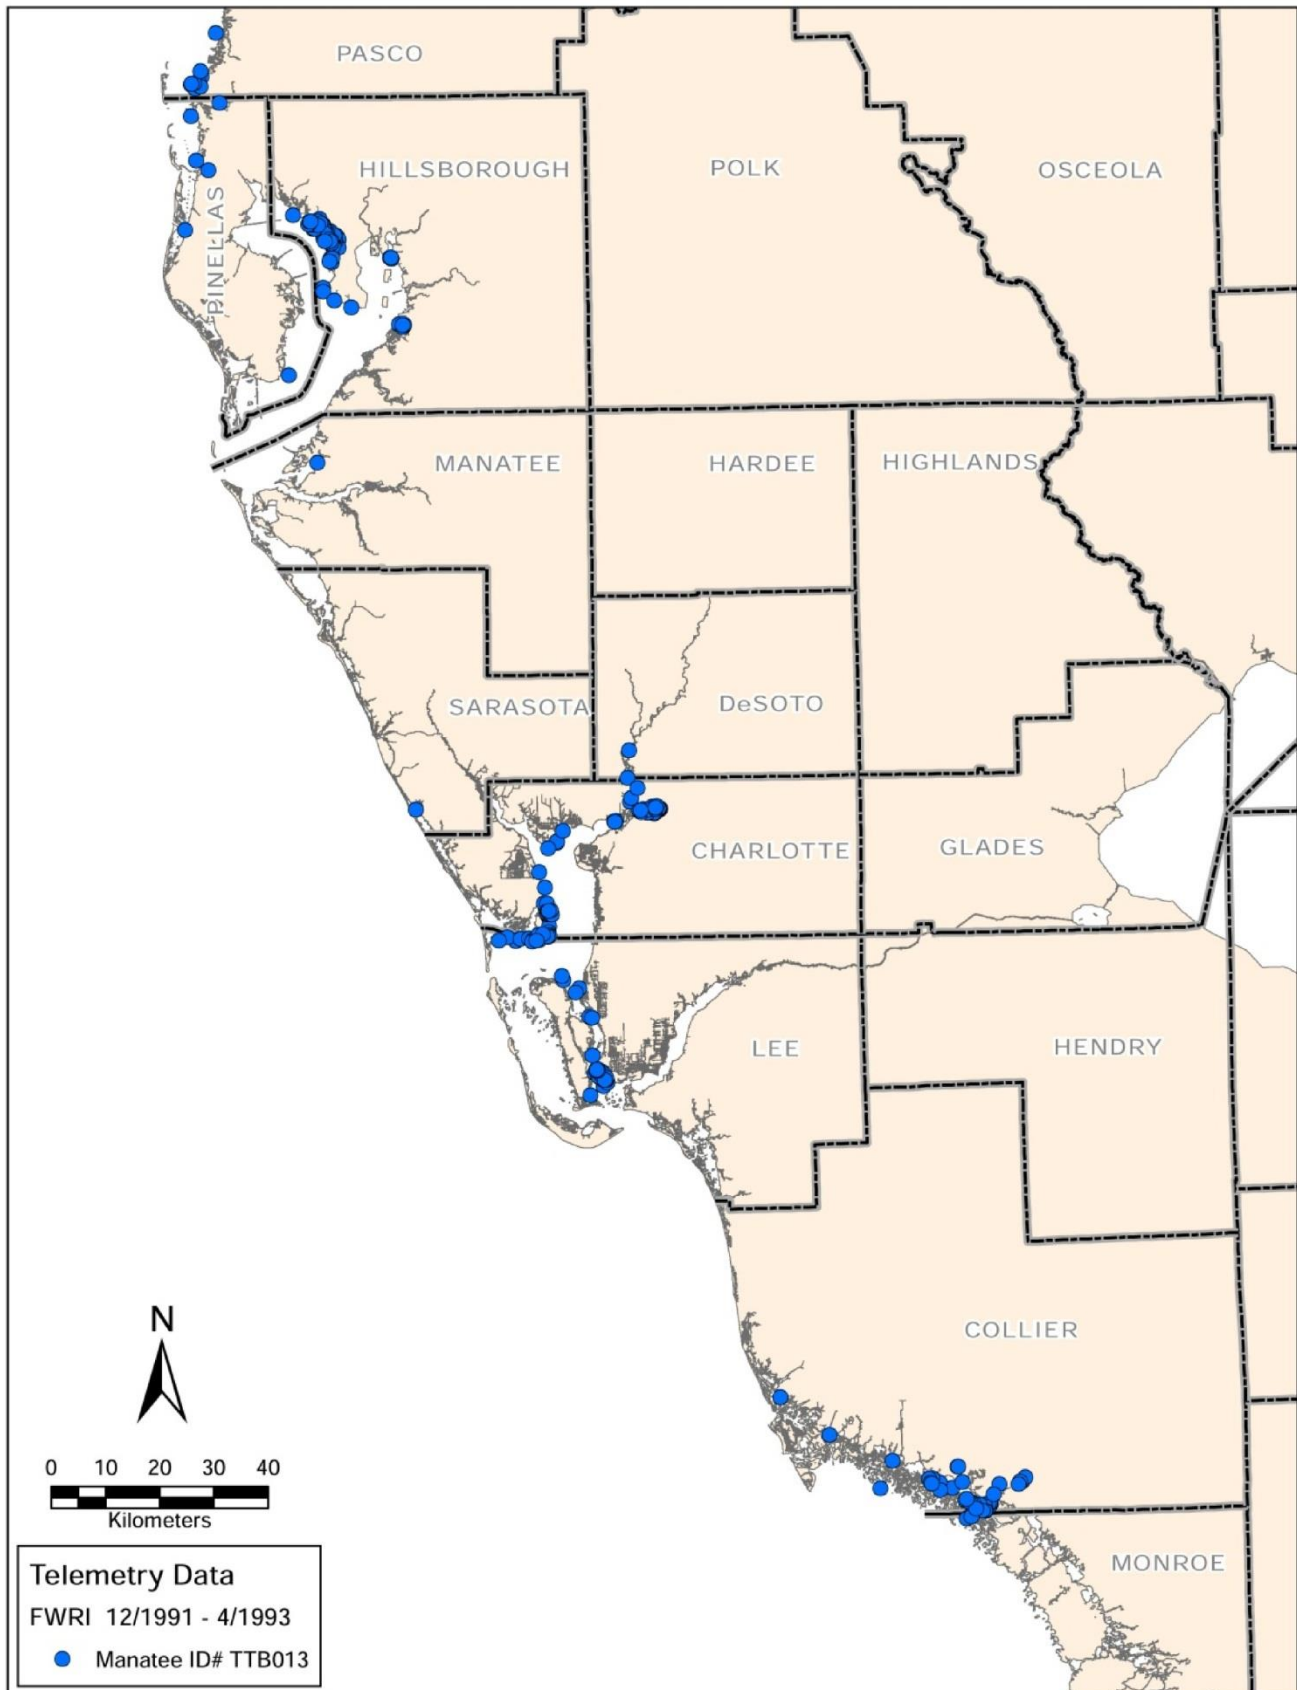 PASCO
HILLSBOROUGH
POLK
OSCEOLA
PINELLAS
MANATEE
HARDEE
HIGHLANDS
SARASOTA
DeSOTO
CHARLOTTE
GLADES
LEE
HENDRY
COLLIER
MONROE
N
0 10 20 30 40
Kilometers
Telemetry Data
FWRI 12/1991 - 4/1993
Manatee ID# TTB013